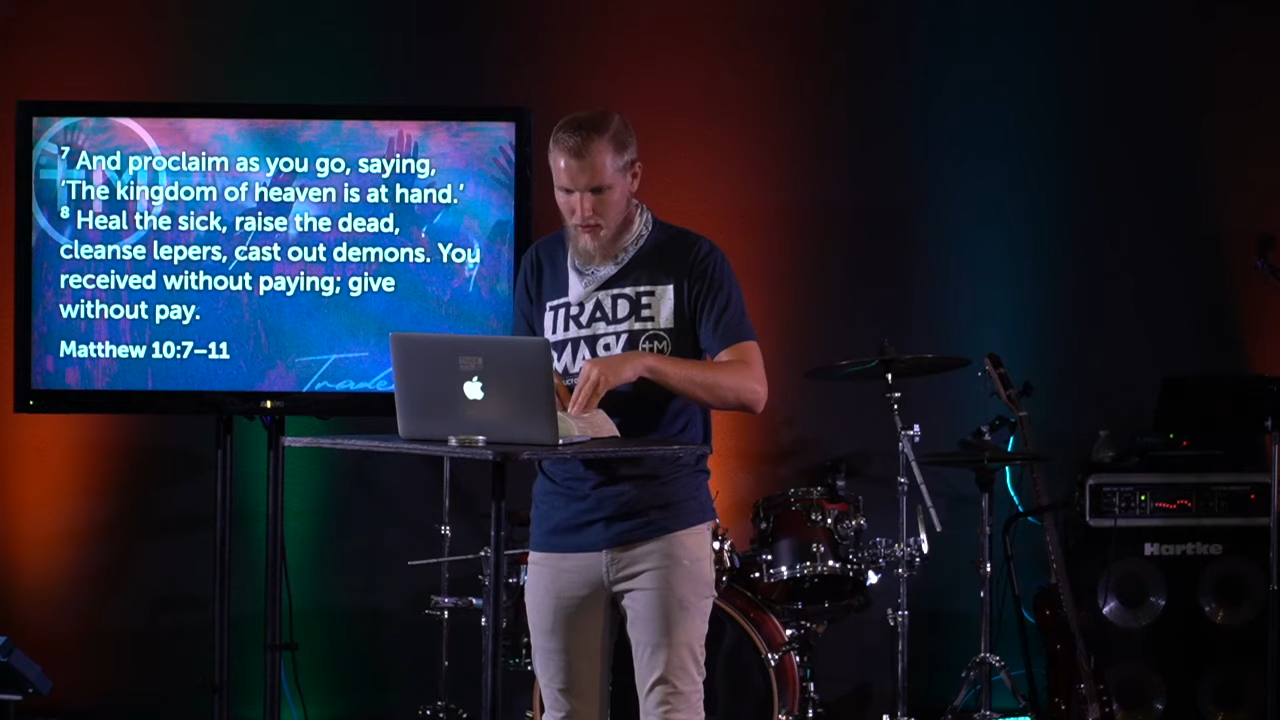 7 And proclaim as you go, saying,
'The kingdom of heaven is at hand.'
8 Heal the sick, raise the dead,
cleanse lepers, cast out demons. You
received without paying; give
without pay.
Matthew 10:7–11
Trade
TRADE
MARK
+M
Hartke